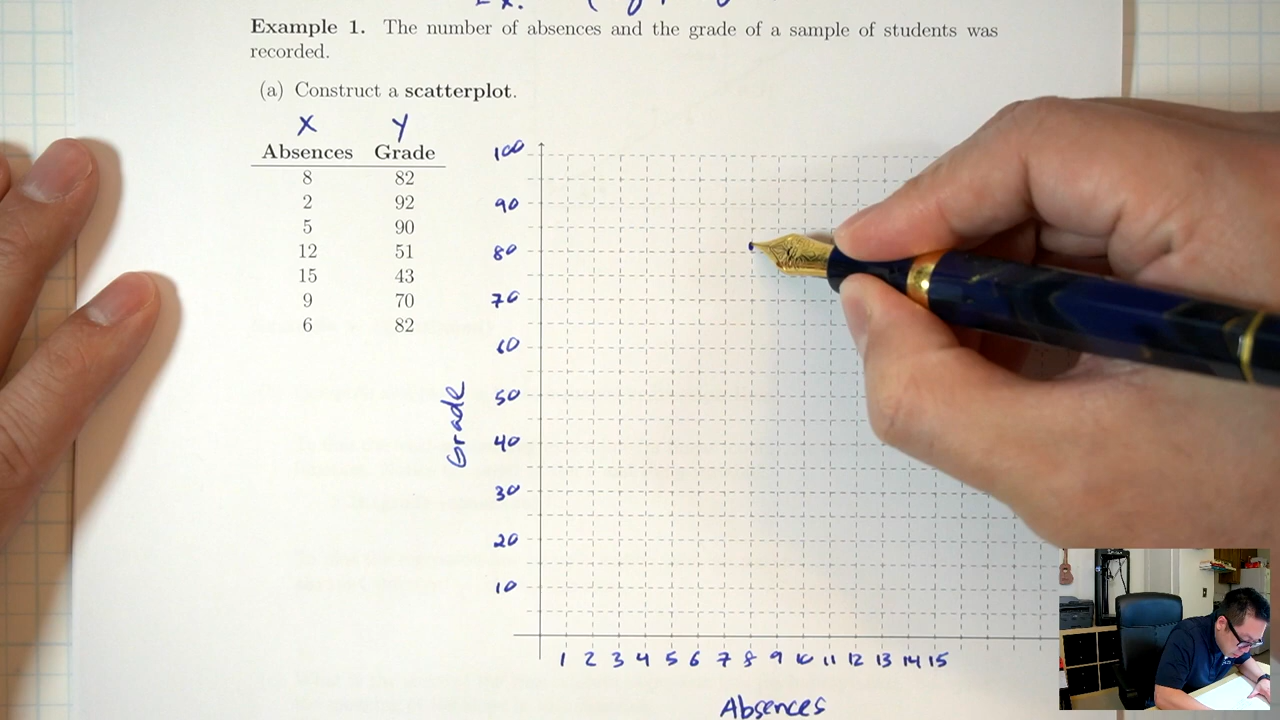 Ex.
Example 1. The number of absences and the grade of a sample of students was
recorded.
(a) Construct a scatterplot.
X Y
Absences Grade
8 82
2 92
5 90
12 51
15 43
9 70
6 82
100
90
80
70
60
50
40
30
20
10
Grade
1 2 3 4 5 6 7 8 9 10 11 12 13 14 15
Absences